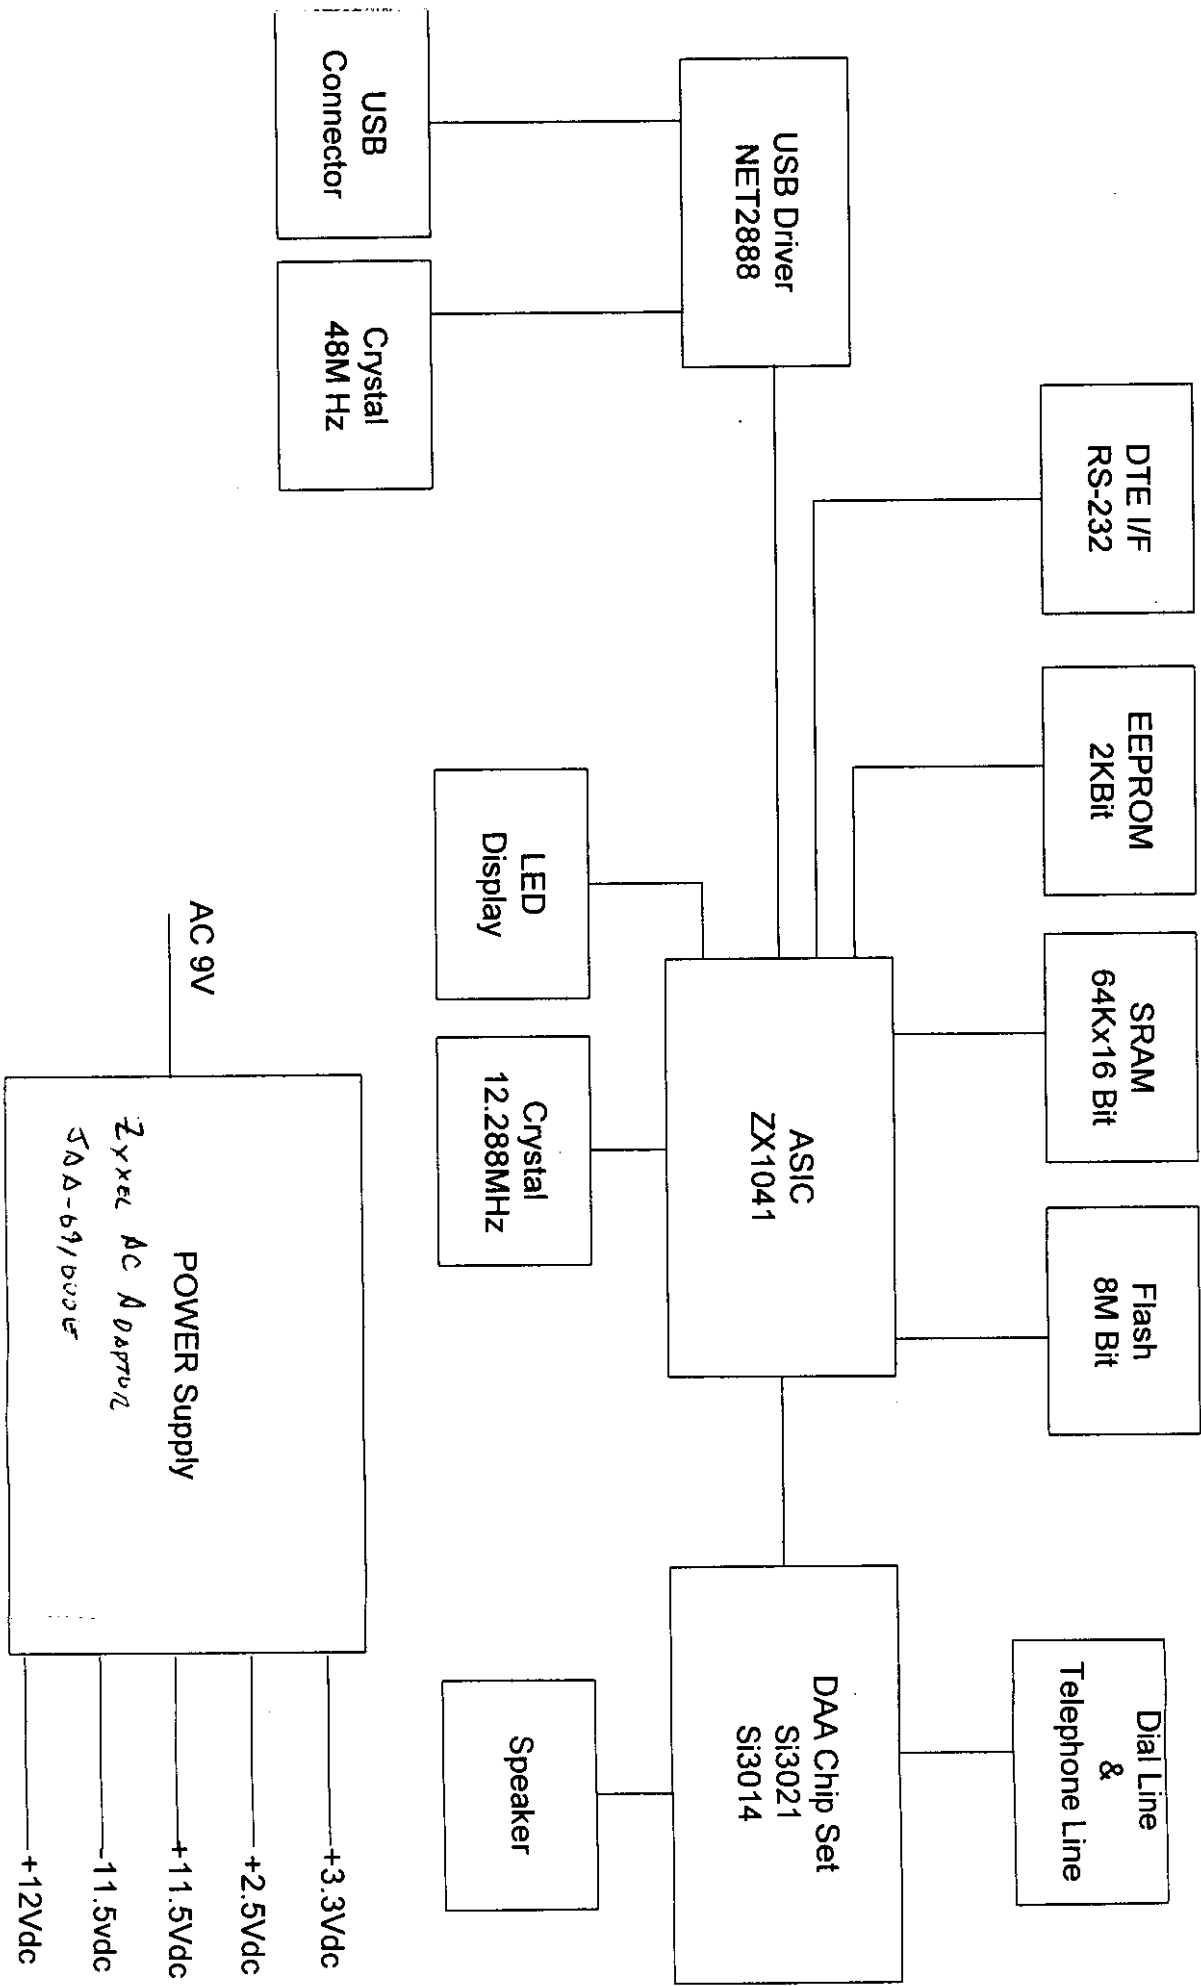 DTE I/F
RS-232
EEPROM
2KBit
SRAM
64Kx16 Bit
Flash
8M Bit
Dial Line
&
Telephone Line
USB Driver
NET2888
ASIC
ZX1041
DAA Chip Set
Si3021
Si3014
USB
Connector
Crystal
48M Hz
LED
Display
Crystal
12.288MHz
Speaker
AC 9V
POWER Supply
ZyXEL AC ADAPTOR
+3.3Vdc
+2.5Vdc
+11.5Vdc
-11.5vdc
+12Vdc